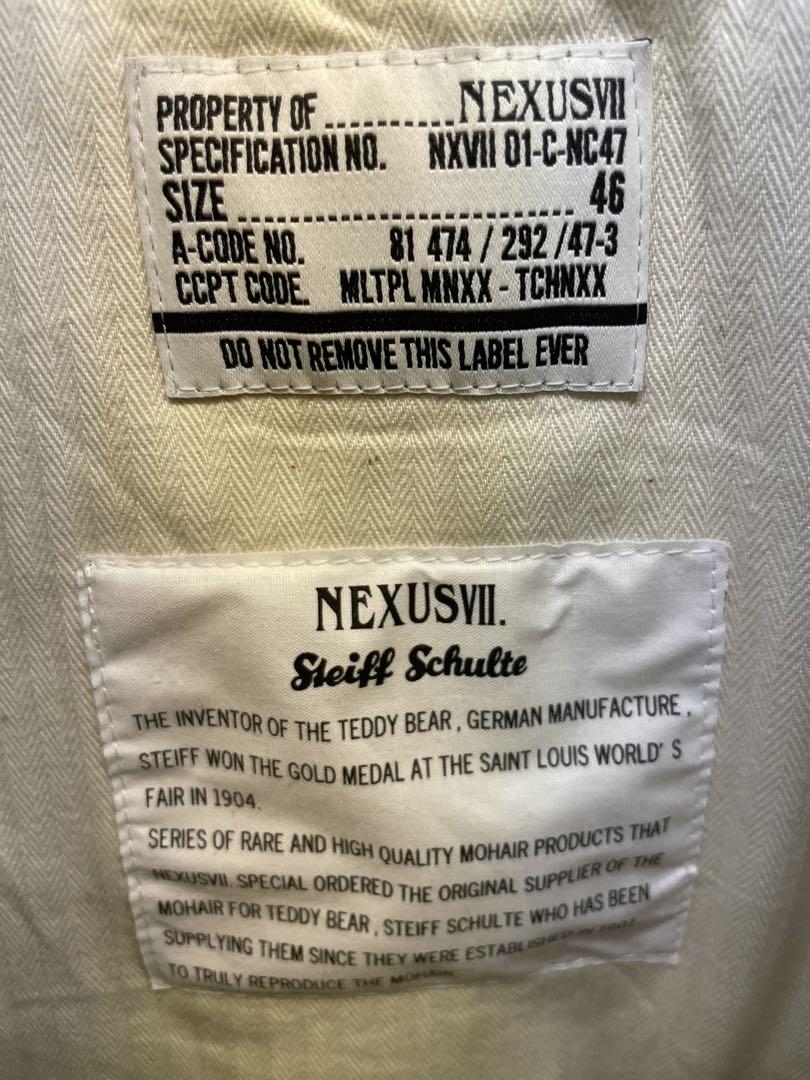 PROPERTY OF ........... NEXUSVII
SPECIFICATION NO. NXVII 01-C-NC47
SIZE ................................. 46
A-CODE NO. 81 474 / 292 /47-3
CCPT CODE. MLTPL MNXX - TCHNXX
DO NOT REMOVE THIS LABEL EVER
NEXUSVII.
Steiff Schulte
THE INVENTOR OF THE TEDDY BEAR , GERMAN MANUFACTURE ,
STEIFF WON THE GOLD MEDAL AT THE SAINT LOUIS WORLD' S
FAIR IN 1904.
SERIES OF RARE AND HIGH QUALITY MOHAIR PRODUCTS THAT
NEXUSVII. SPECIAL ORDERED THE ORIGINAL SUPPLIER OF THE
MOHAIR FOR TEDDY BEAR , STEIFF SCHULTE WHO HAS BEEN
SUPPLYING THEM SINCE THEY WERE ESTABLISHED IN 1901
TO TRULY REPRODUCE THE MOHAIR